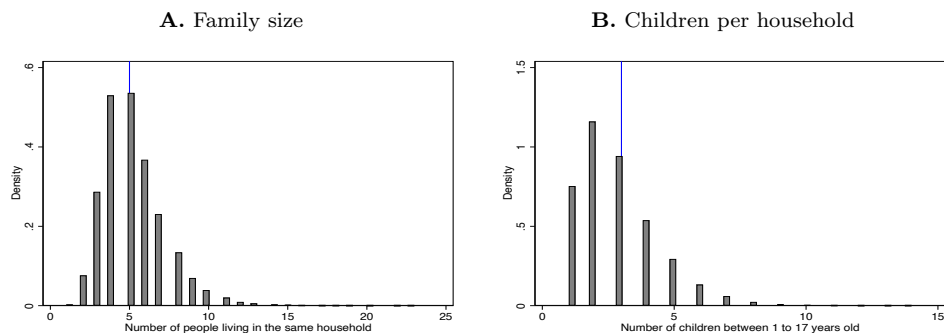 A. Family size
.6
.4
.2
0
Density
0 5 10 15 20 25
Number of people living in the same household
B. Children per household
1.5
1
.5
0
Density
0 5 10 15
Number of children between 1 to 17 years old